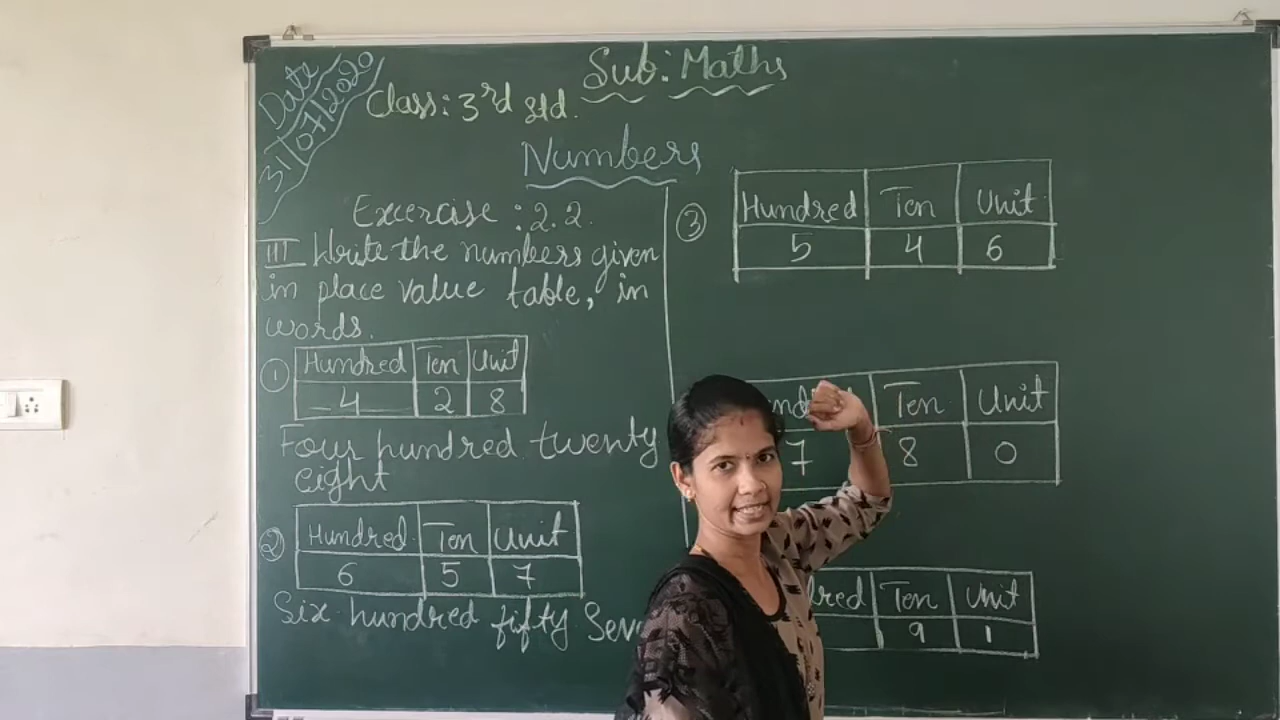 Date
31/07/2020
Sub: Maths
Class: 3rd std.
Numbers
Excercise : 2.2.
III Write the numbers given
in place value table, in
words.
① Hundred Ten Unit
4 2 8
Four hundred twenty
eight
② Hundred Ten Unit
6 5 7
Six hundred fifty Seve
③ Hundred Ten Unit
5 4 6
Ten Unit
7 8 0
Ten Unit
9 1